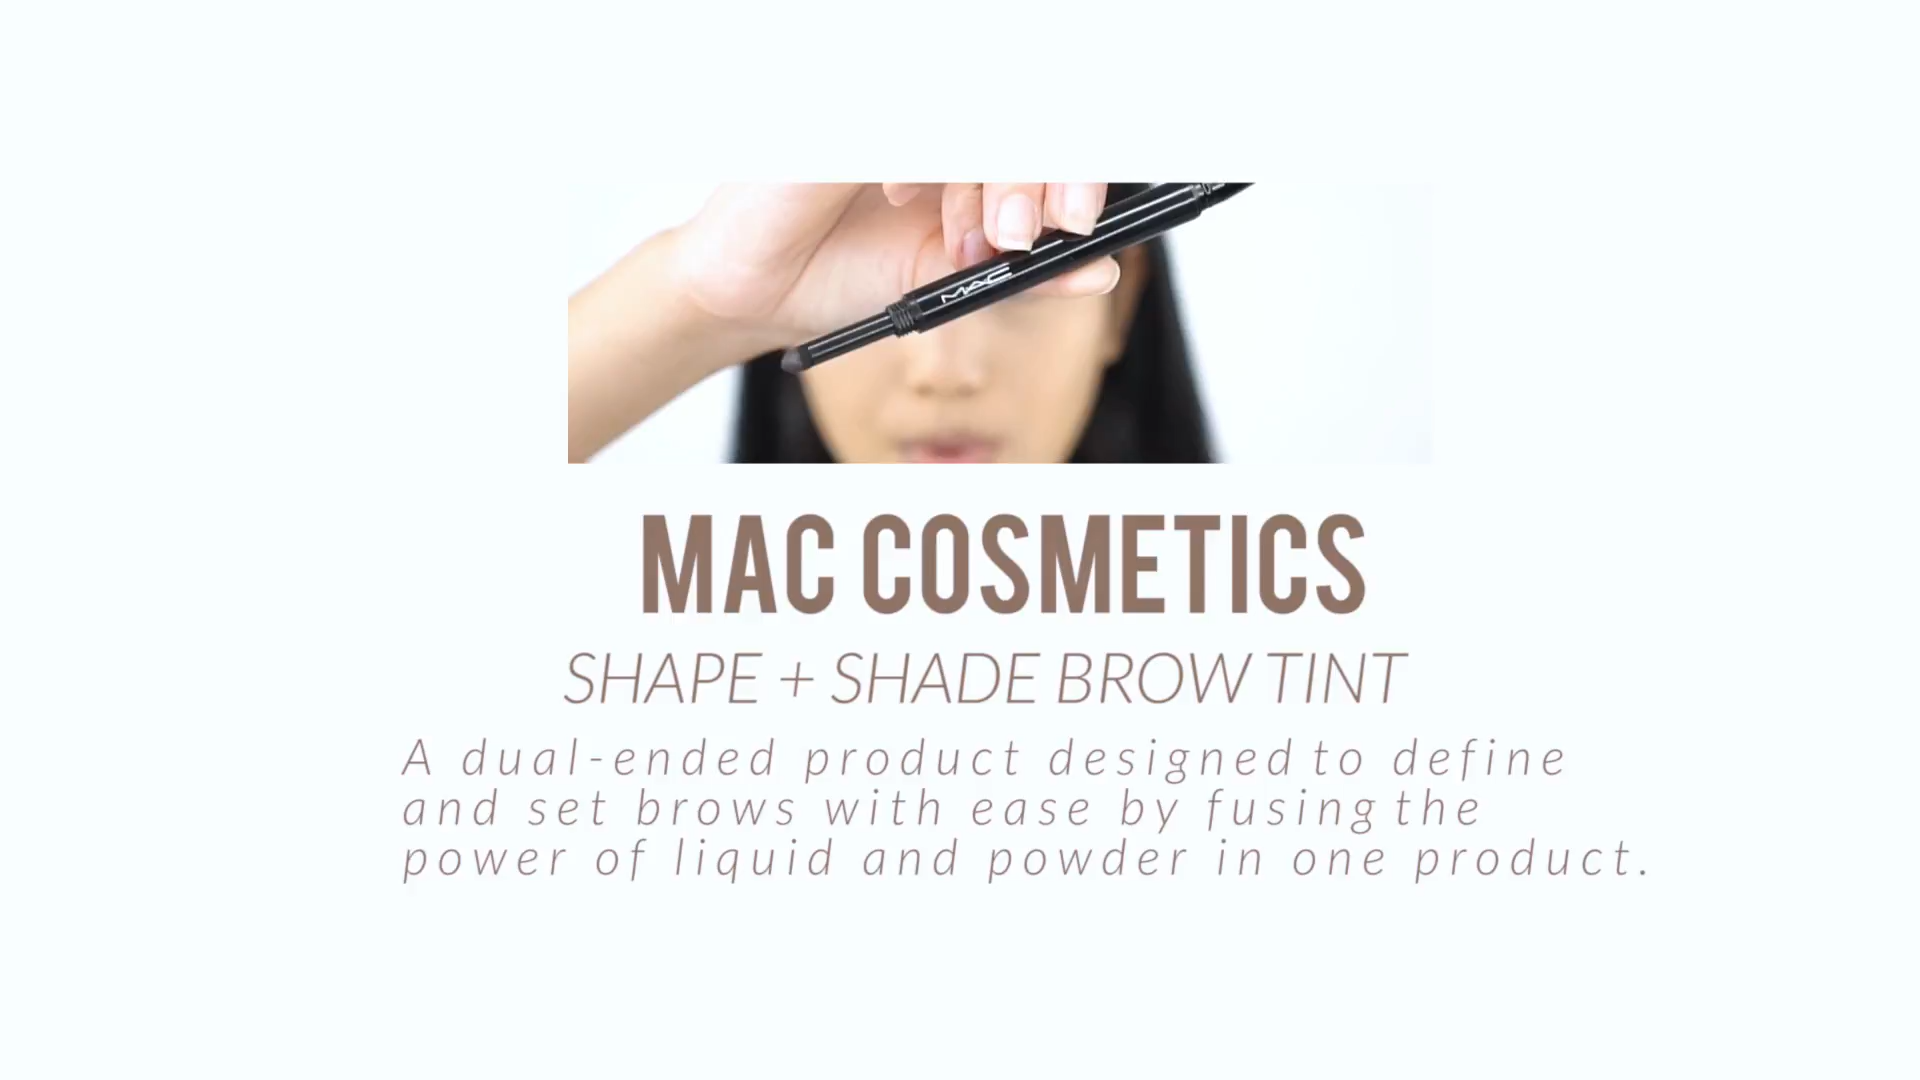 MAC
MAC COSMETICS
SHAPE + SHADE BROW TINT
A dual-ended product designed to define
and set brows with ease by fusing the
power of liquid and powder in one product.